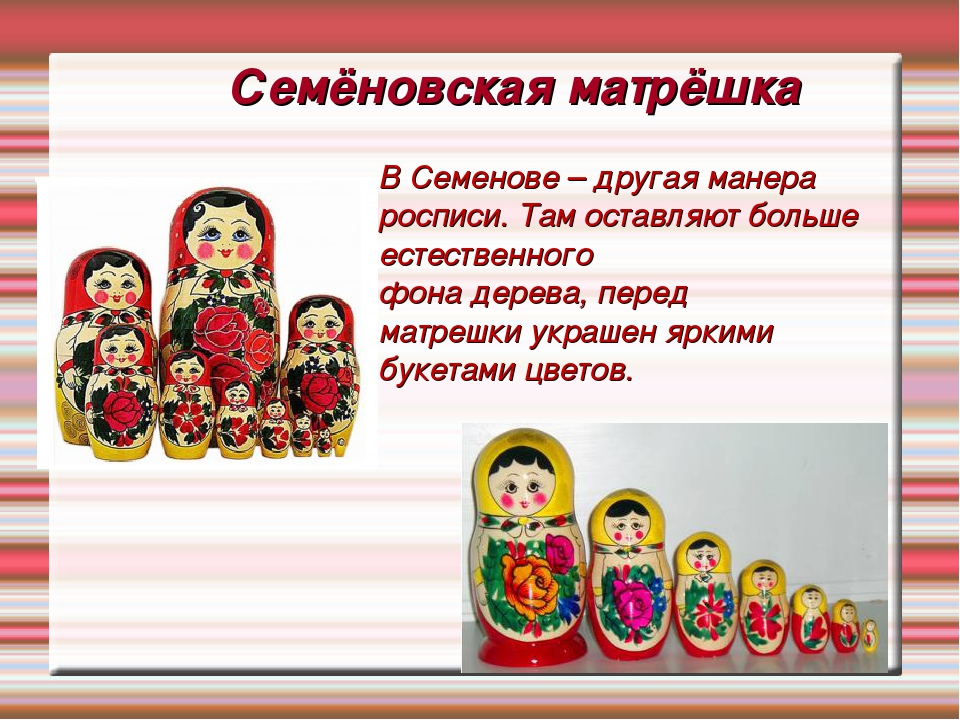 Семёновская матрёшка
В Семенове – другая манера
росписи. Там оставляют больше
естественного
фона дерева, перед
матрешки украшен яркими
букетами цветов.